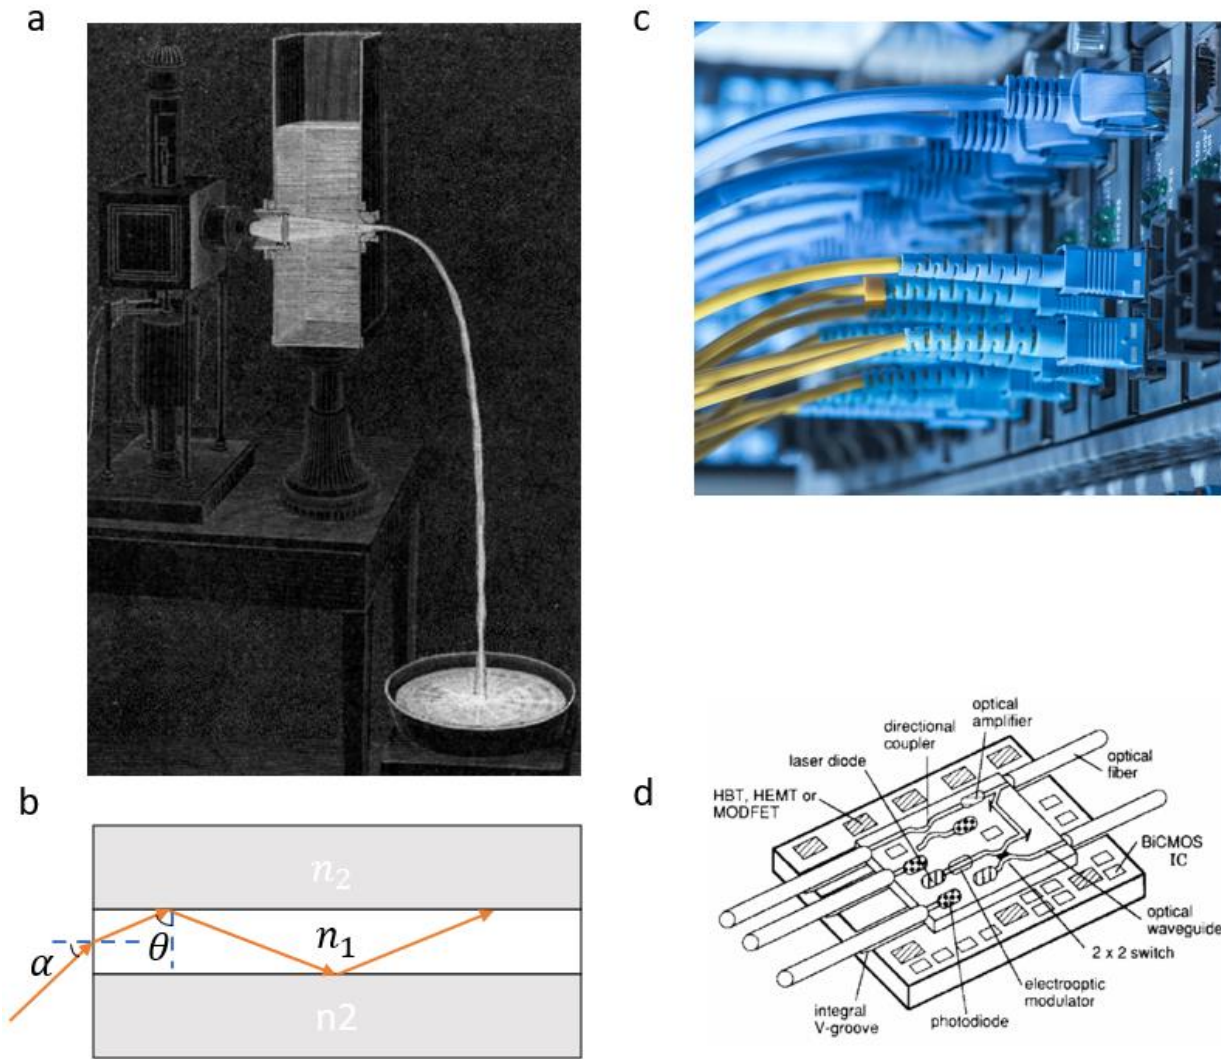 a
c
b
n₂
n₁
θ
α
n2
d
optical
amplifier
directional
coupler
laser diode
HBT, HEMT or
MODFET
optical
fiber
BiCMOS
IC
optical
waveguide
2 x 2 switch
electrooptic
modulator
photodiode
integral
V-groove